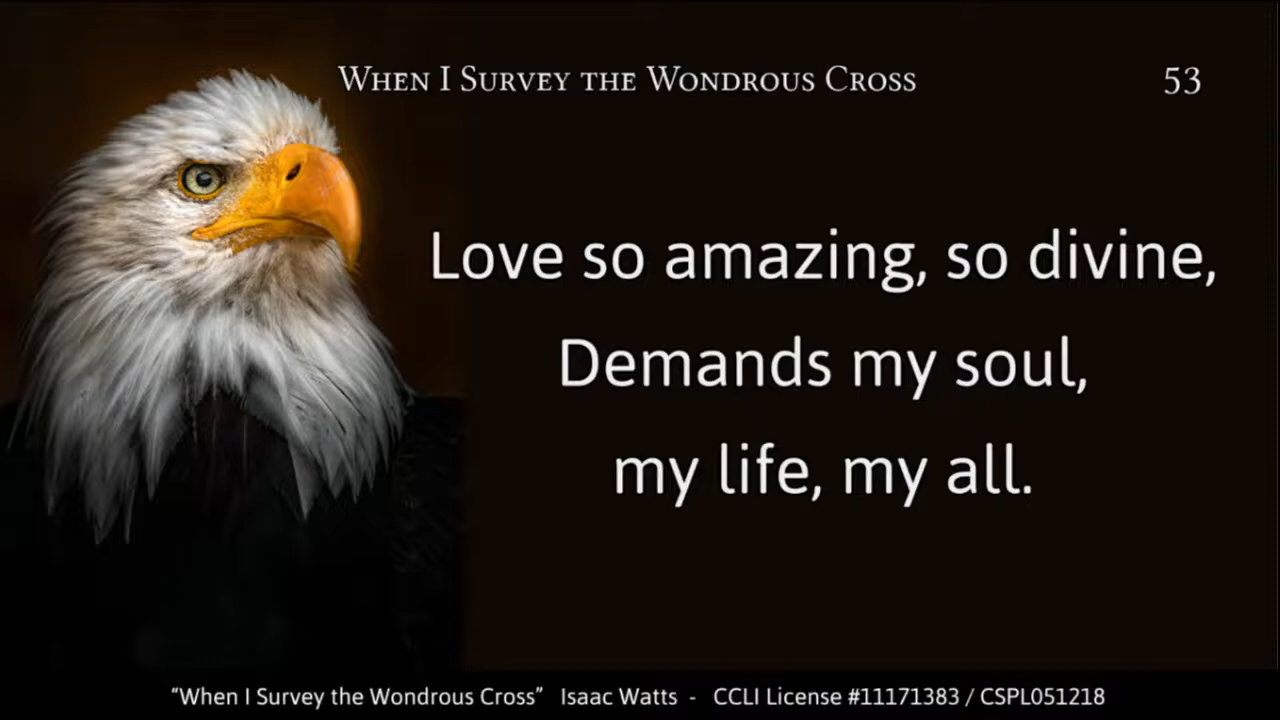 When I Survey the Wondrous Cross 53
Love so amazing, so divine,
Demands my soul,
my life, my all.
“When I Survey the Wondrous Cross” Isaac Watts - CCLI License #11171383 / CSPL051218